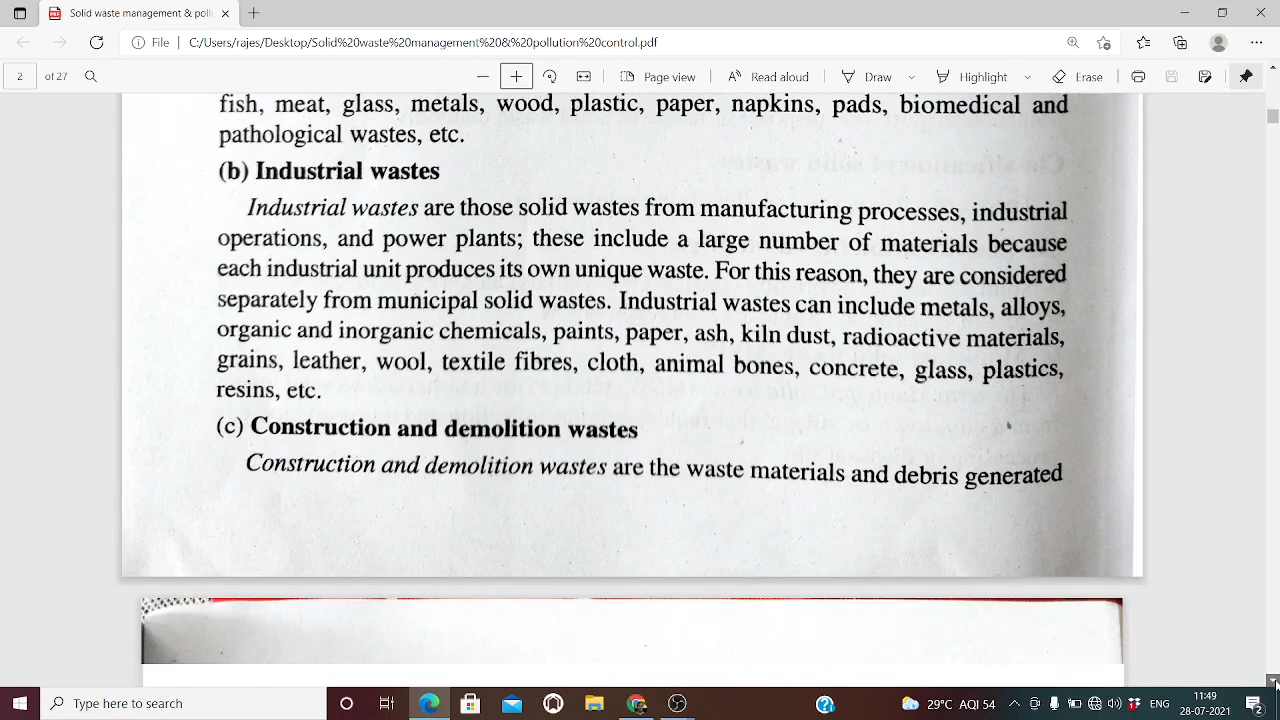 Solid waste management & poll
File | C:/Users/rajes/Desktop/Solid%20waste%20management%20&%20pollution%20control.pdf
2 of 27 Page view Read aloud Draw Highlight Erase
fish, meat, glass, metals, wood, plastic, paper, napkins, pads, biomedical and
pathological wastes, etc.
(b) Industrial wastes
Industrial wastes are those solid wastes from manufacturing processes, industrial
operations, and power plants; these include a large number of materials because
each industrial unit produces its own unique waste. For this reason, they are considered
separately from municipal solid wastes. Industrial wastes can include metals, alloys,
organic and inorganic chemicals, paints, paper, ash, kiln dust, radioactive materials,
grains, leather, wool, textile fibres, cloth, animal bones, concrete, glass, plastics,
resins, etc.
(c) Construction and demolition wastes
Construction and demolition wastes are the waste materials and debris generated
Type here to search 29°C AQI 54 ENG 11:49
28-07-2021